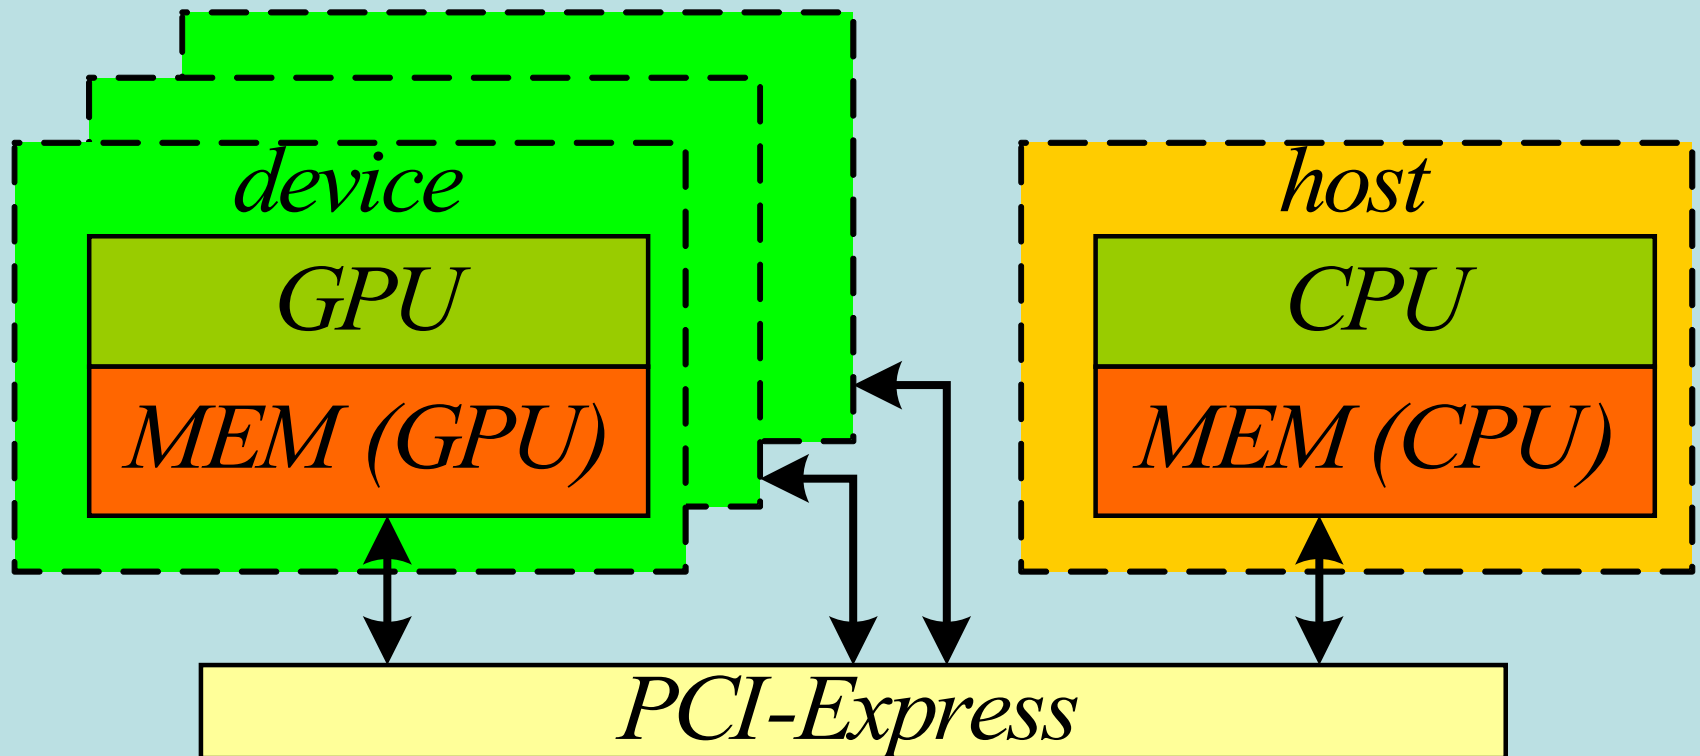 device
GPU
MEM (GPU)
host
CPU
MEM (CPU)
PCI-Express